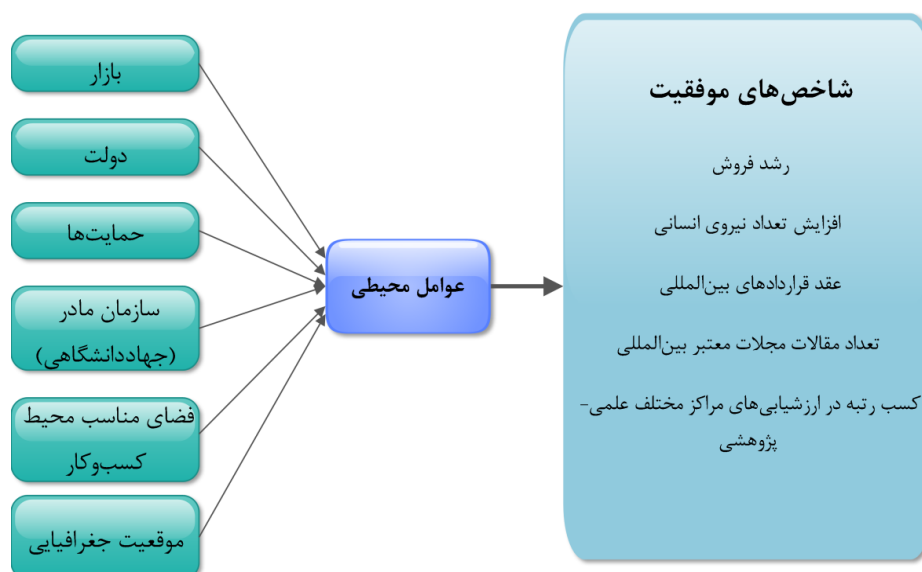 بازار
دولت
حمایت‌ها
سازمان مادر
(جهاددانشگاهی)
فضای مناسب محیط
کسب‌وکار
موقعیت جغرافیایی
عوامل محیطی
شاخص‌های موفقیت
رشد فروش
افزایش تعداد نیروی انسانی
عقد قراردادهای بین‌المللی
تعداد مقالات مجلات معتبر بین‌المللی
کسب رتبه در ارزشیابی‌های مراکز مختلف علمی-
پژوهشی